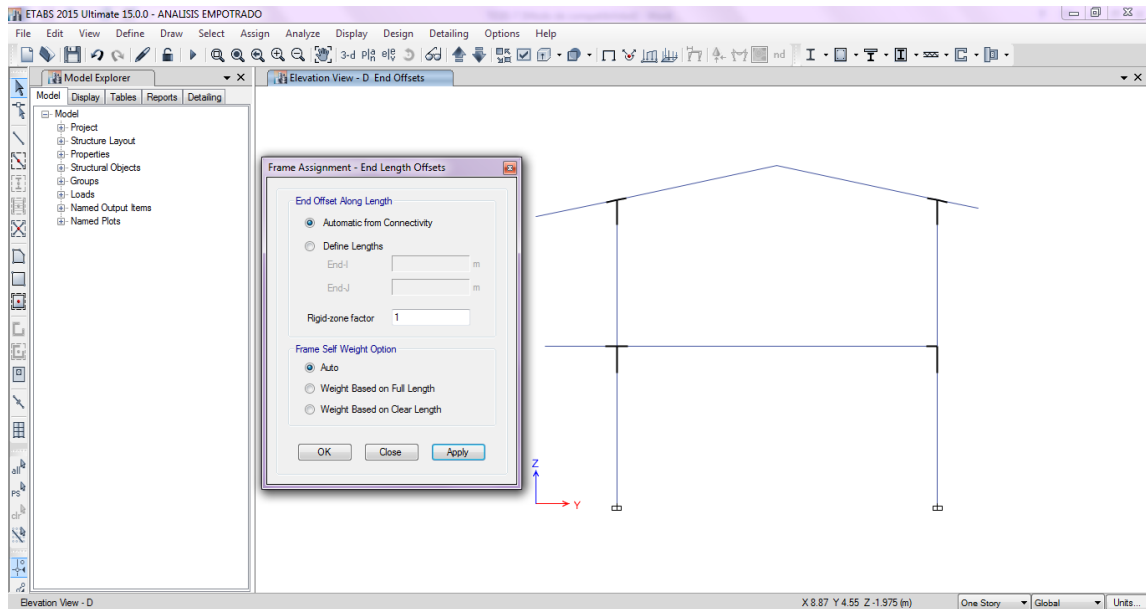 ETABS 2015 Ultimate 15.0.0 - ANALISIS EMPOTRADO
File Edit View Define Draw Select Assign Analyze Display Design Detailing Options Help
3-d plạ elẹ nd
Model Explorer
Elevation View - D End Offsets
Model Display Tables Reports Detailing
Model
Project
Structure Layout
Properties
Structural Objects
Groups
Loads
Named Output Items
Named Plots
Frame Assignment - End Length Offsets
End Offset Along Length
Automatic from Connectivity
Define Lengths
End-I m
End-J m
Rigid-zone factor 1
Frame Self Weight Option
Auto
Weight Based on Full Length
Weight Based on Clear Length
OK Close Apply
Z
Y
all
PS
clr
Elevation View - D
X 8.87 Y 4.55 Z -1.975 (m)
One Story
Global
Units...